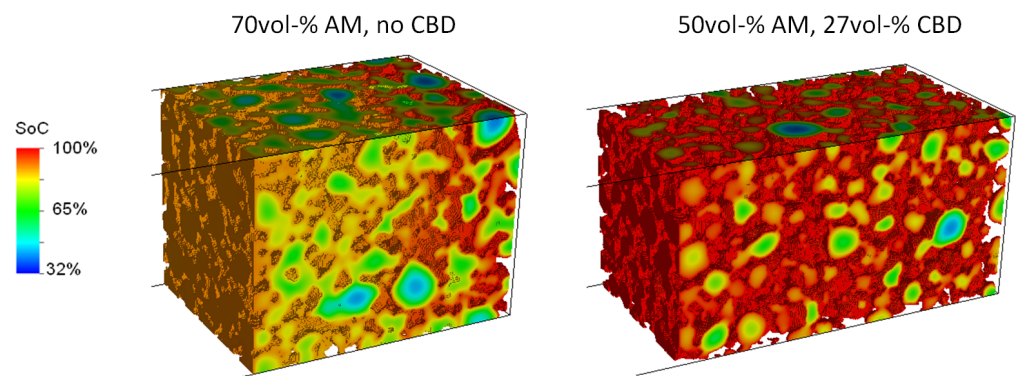 70vol-% AM, no CBD
50vol-% AM, 27vol-% CBD
SoC
100%
65%
32%